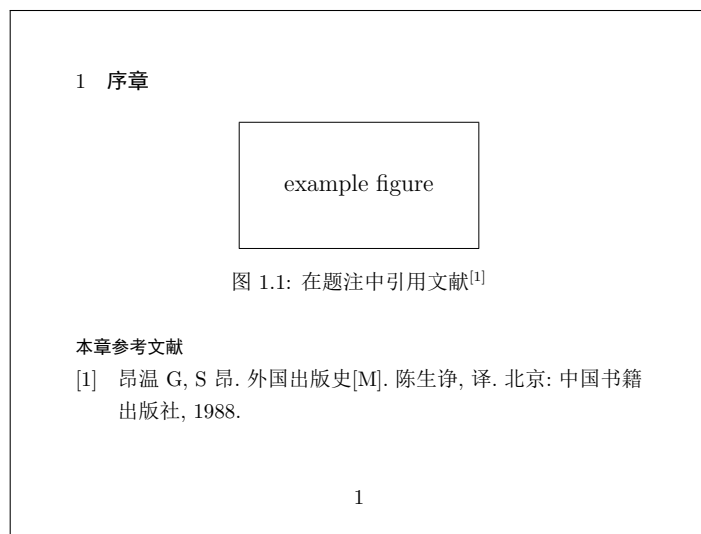 1 序章
example figure
图 1.1: 在题注中引用文献[1]
本章参考文献
[1] 昂温 G, S 昂. 外国出版史[M]. 陈生诤, 译. 北京: 中国书籍
出版社, 1988.
1